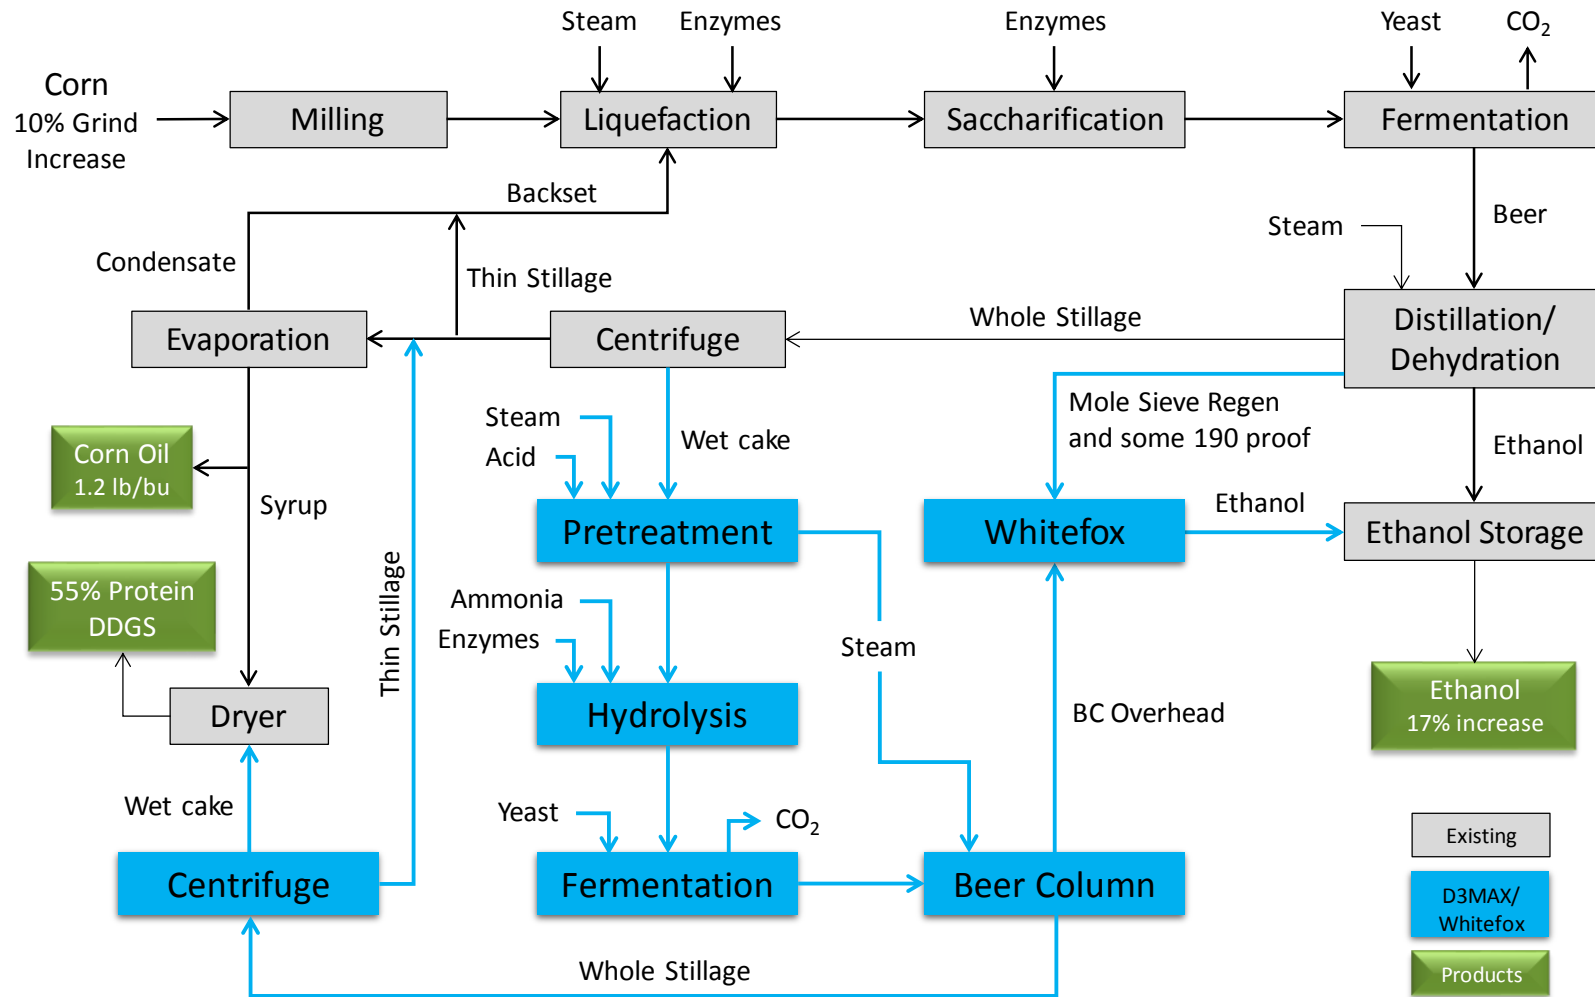 Steam
Enzymes
Enzymes
Yeast
CO₂
Corn
10% Grind
Increase
Milling
Liquefaction
Saccharification
Fermentation
Backset
Beer
Steam
Condensate
Thin Stillage
Whole Stillage
Evaporation
Centrifuge
Distillation/
Dehydration
Steam
Acid
Wet cake
Mole Sieve Regen
and some 190 proof
Ethanol
Corn Oil
1.2 lb/bu
Syrup
Pretreatment
Whitefox
Ethanol
Ethanol Storage
55% Protein
DDGS
Thin Stillage
Ammonia
Enzymes
Steam
Dryer
Hydrolysis
BC Overhead
Ethanol
17% increase
Wet cake
Yeast
CO₂
Centrifuge
Fermentation
Beer Column
Whole Stillage
Existing
D3MAX/
Whitefox
Products